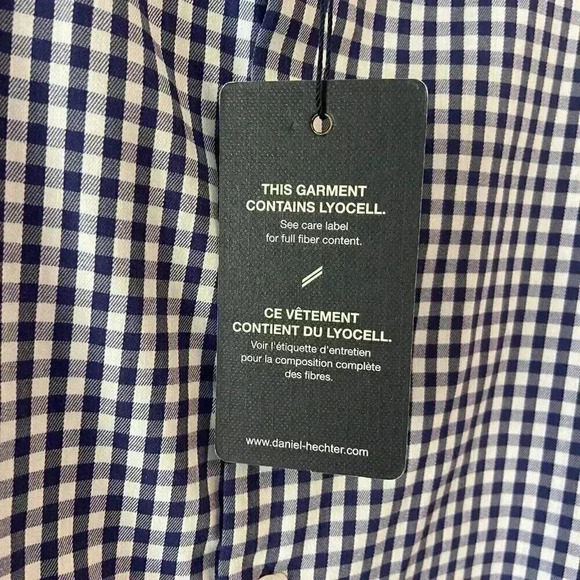 THIS GARMENT
CONTAINS LYOCELL.
See care label
for full fiber content.
CE VÊTEMENT
CONTIENT DU LYOCELL.
Voir l'étiquette d'entretien
pour la composition complète
des fibres.
www.daniel-hechter.com